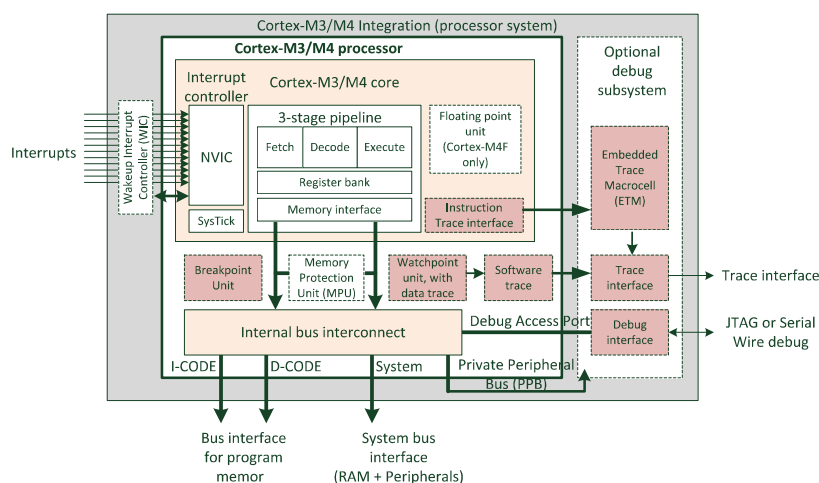 Cortex-M3/M4 Integration (processor system)
Cortex-M3/M4 processor
Optional
debug
subsystem
Interrupt
controller
Cortex-M3/M4 core
Interrupts
Wakeup Interrupt
Controller (WIC)
NVIC
SysTick
3-stage pipeline
Fetch
Decode
Execute
Register bank
Memory interface
Floating point
unit
(Cortex-M4F
only)
Instruction
Trace interface
Embedded
Trace
Macrocell
(ETM)
Breakpoint
Unit
Memory
Protection
Unit (MPU)
Watchpoint
unit, with
data trace
Software
trace
Trace
interface
Trace interface
Internal bus interconnect
Debug Access Port
Debug
interface
JTAG or Serial
Wire debug
I-CODE
D-CODE
System
Private Peripheral
Bus (PPB)
Bus interface
for program
memor
System bus
interface
(RAM + Peripherals)